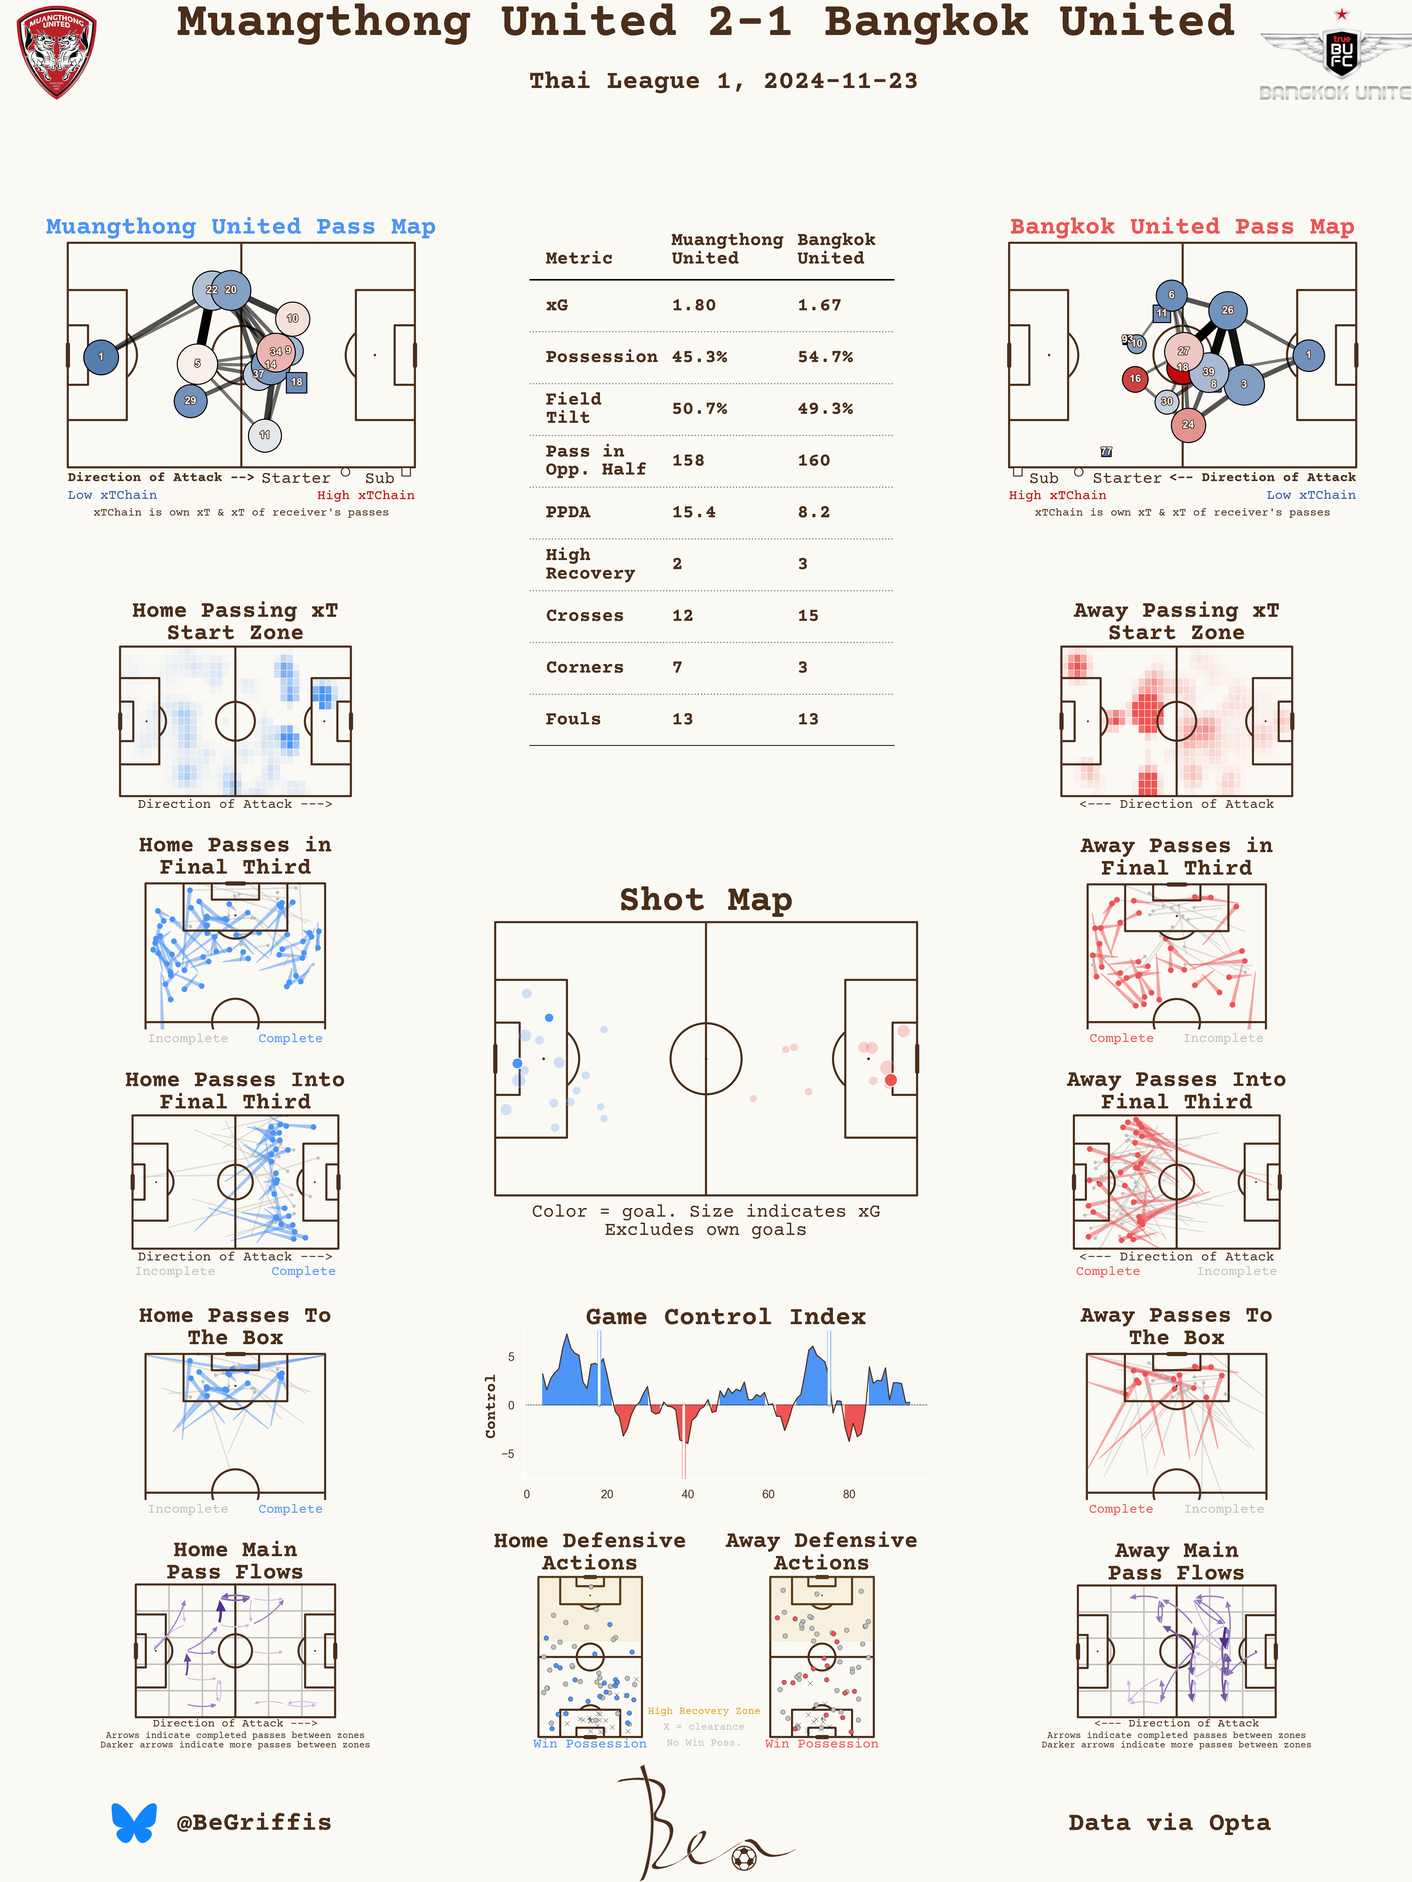 Muangthong United 2-1 Bangkok United
Thai League 1, 2024-11-23
MUANGTHONG
UNITED
true
BU
FC
BANGKOK UNITE
Muangthong United Pass Map
1
22
20
10
5
34
9
14
37
18
29
11
Direction of Attack --> Starter Sub
Low xTChain High xTChain
xTChain is own xT & xT of receiver's passes
Metric Muangthong United Bangkok United
xG 1.80 1.67
Possession 45.3% 54.7%
Field Tilt 50.7% 49.3%
Pass in Opp. Half 158 160
PPDA 15.4 8.2
High Recovery 2 3
Crosses 12 15
Corners 7 3
Fouls 13 13
Bangkok United Pass Map
6
11
26
93
10
27
1
16
18
39
8
3
30
24
77
Sub Starter <-- Direction of Attack
High xTChain Low xTChain
xTChain is own xT & xT of receiver's passes
Home Passing xT
Start Zone
Direction of Attack --->
Away Passing xT
Start Zone
<--- Direction of Attack
Home Passes in
Final Third
Incomplete Complete
Away Passes in
Final Third
Complete Incomplete
Shot Map
Color = goal. Size indicates xG
Excludes own goals
Home Passes Into
Final Third
Direction of Attack --->
Incomplete Complete
Away Passes Into
Final Third
<--- Direction of Attack
Complete Incomplete
Home Passes To
The Box
Incomplete Complete
Game Control Index
Control
5
0
−5
0 20 40 60 80
Away Passes To
The Box
Complete Incomplete
Home Main
Pass Flows
Direction of Attack --->
Arrows indicate completed passes between zones
Darker arrows indicate more passes between zones
Home Defensive
Actions
Win Possession
Away Defensive
Actions
Win Possession
High Recovery Zone
X = clearance
No Win Poss.
Away Main
Pass Flows
<--- Direction of Attack
Arrows indicate completed passes between zones
Darker arrows indicate more passes between zones
@BeGriffis
Ben
Data via Opta